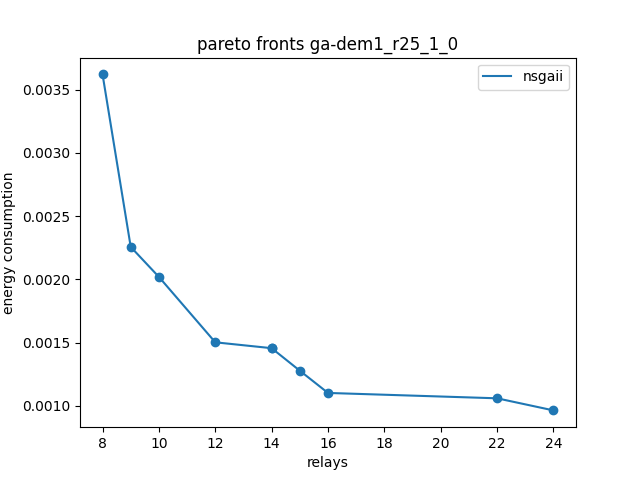 pareto fronts ga-dem1_r25_1_0
nsgaii
0.0035
0.0030
0.0025
0.0020
0.0015
0.0010
energy consumption
8 10 12 14 16 18 20 22 24
relays